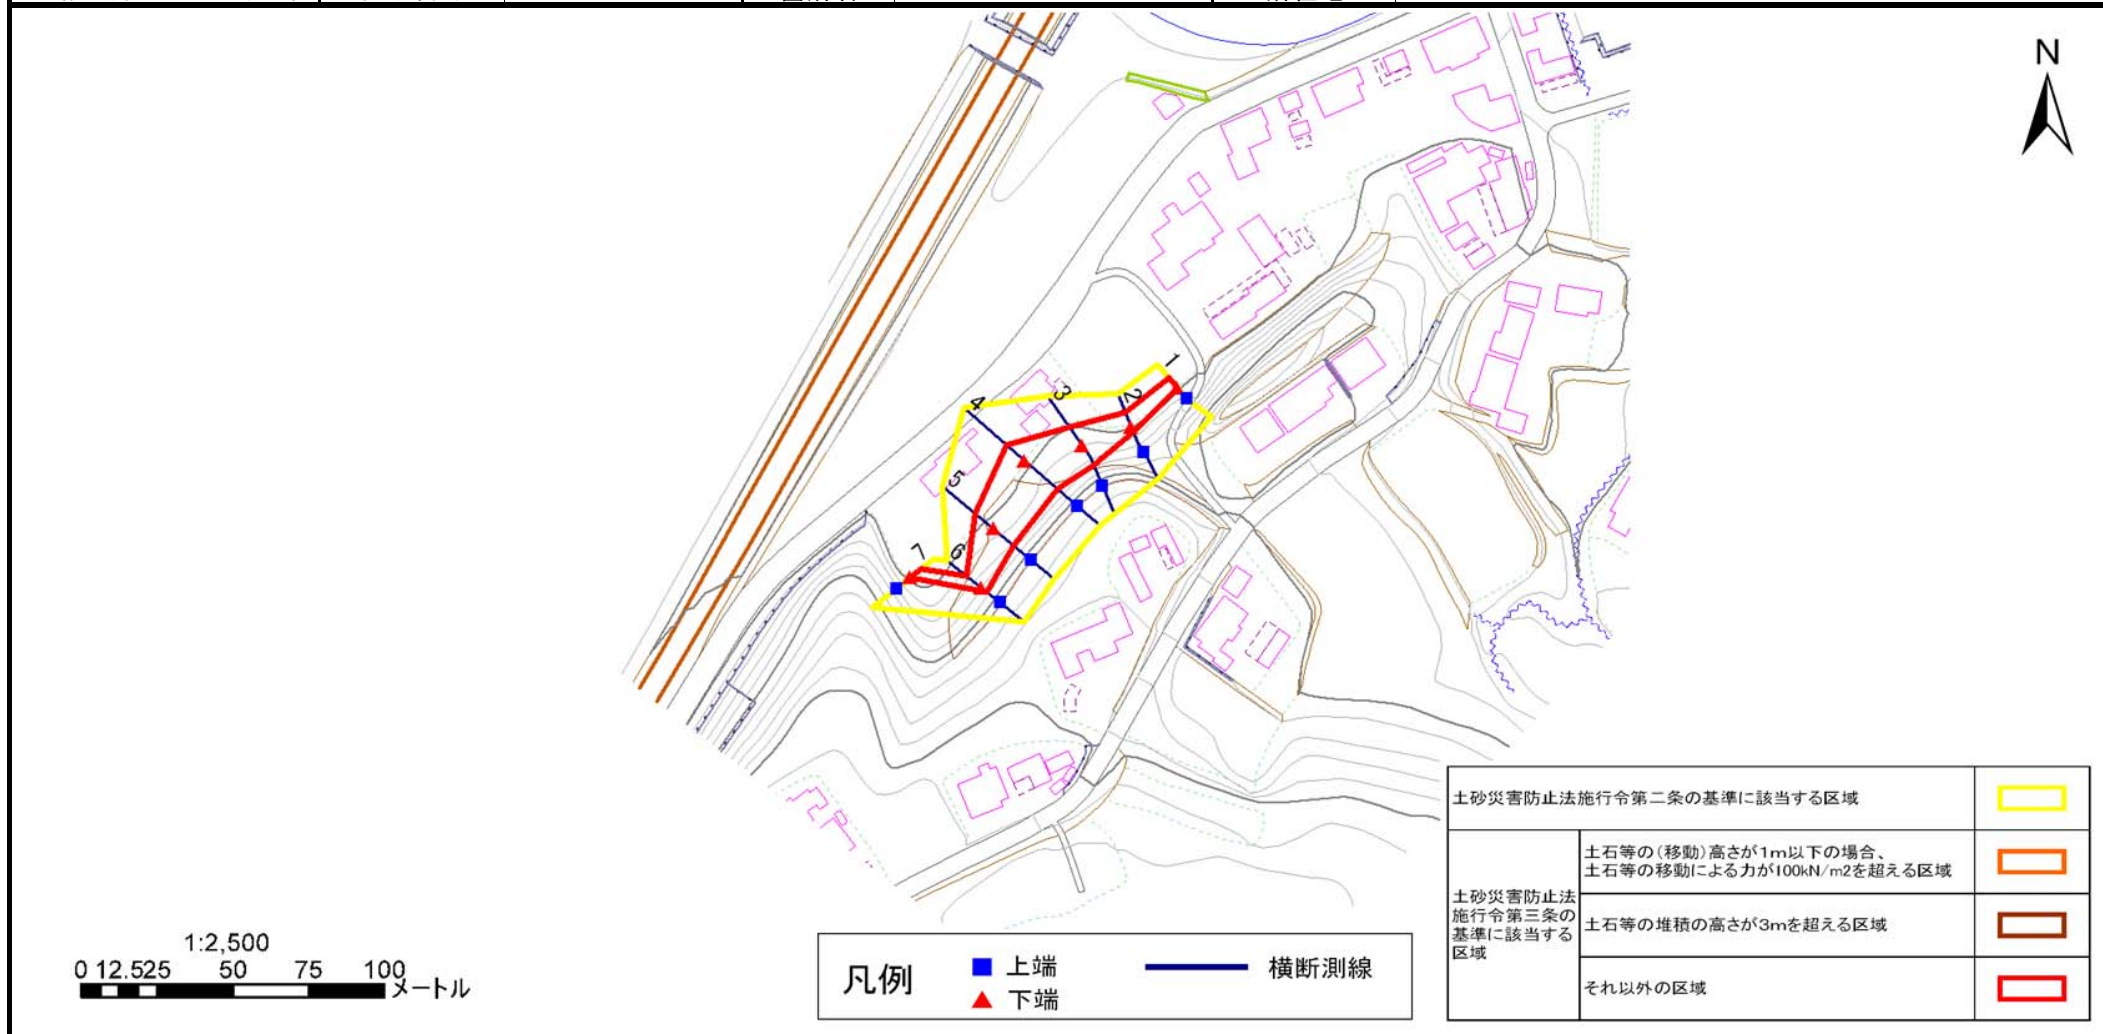 N
1
2
3
4
5
6
7
土砂災害防止法施行令第二条の基準に該当する区域
土砂災害防止法
施行令第三条の
基準に該当する
区域
土石等の(移動)高さが1m以下の場合、
土石等の移動による力が100kN/m2を超える区域
土石等の堆積の高さが3mを超える区域
それ以外の区域
1:2,500
0 12.525 50 75 100
メートル
凡例
上端
下端
横断測線